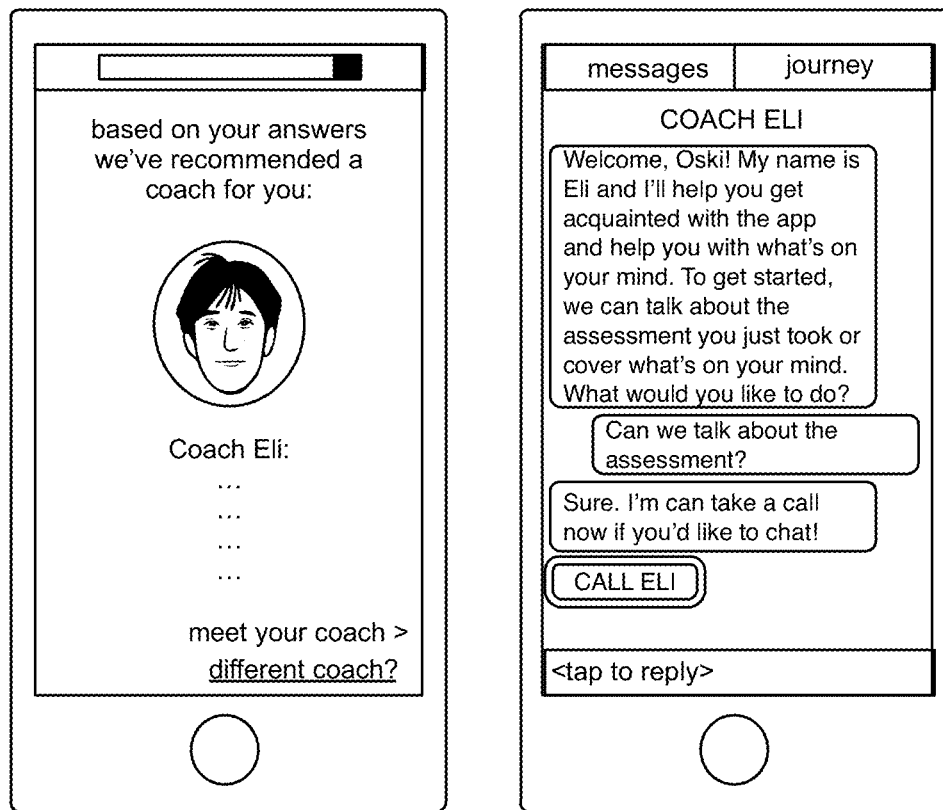 based on your answers
we've recommended a
coach for you:
Coach Eli:
...
...
...
...
meet your coach >
different coach?
messages
journey
COACH ELI
Welcome, Oski! My name is
Eli and I'll help you get
acquainted with the app
and help you with what's on
your mind. To get started,
we can talk about the
assessment you just took or
cover what's on your mind.
What would you like to do?
Can we talk about the
assessment?
Sure. I'm can take a call
now if you'd like to chat!
CALL ELI
<tap to reply>